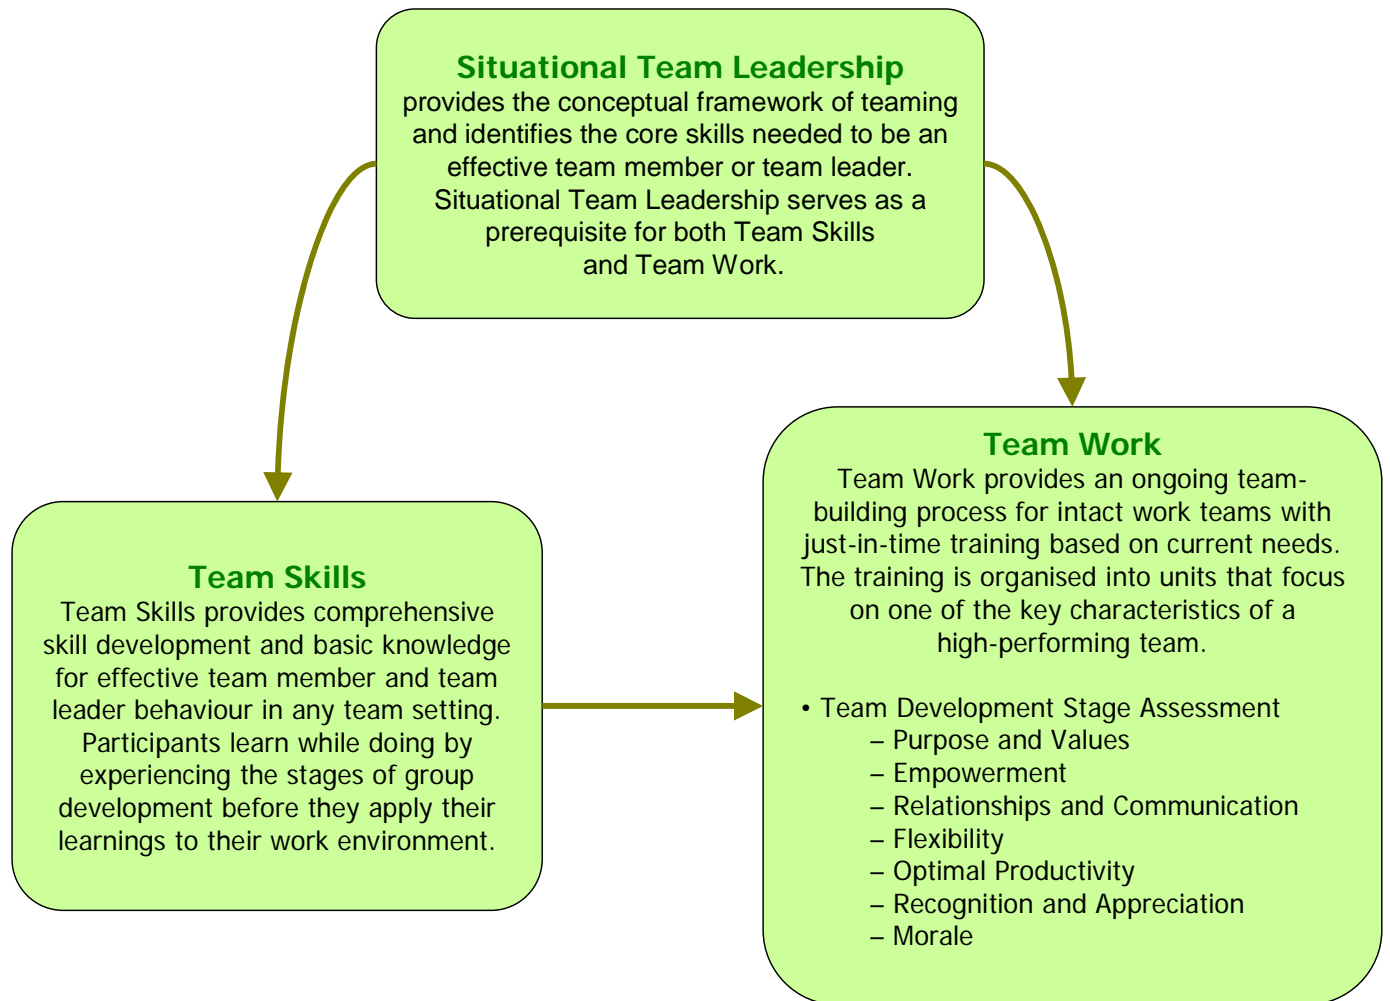 Situational Team Leadership
provides the conceptual framework of teaming
and identifies the core skills needed to be an
effective team member or team leader.
Situational Team Leadership serves as a
prerequisite for both Team Skills
and Team Work.
Team Skills
Team Skills provides comprehensive
skill development and basic knowledge
for effective team member and team
leader behaviour in any team setting.
Participants learn while doing by
experiencing the stages of group
development before they apply their
learnings to their work environment.
Team Work
Team Work provides an ongoing team-
building process for intact work teams with
just-in-time training based on current needs.
The training is organised into units that focus
on one of the key characteristics of a
high-performing team.
• Team Development Stage Assessment
– Purpose and Values
– Empowerment
– Relationships and Communication
– Flexibility
– Optimal Productivity
– Recognition and Appreciation
– Morale